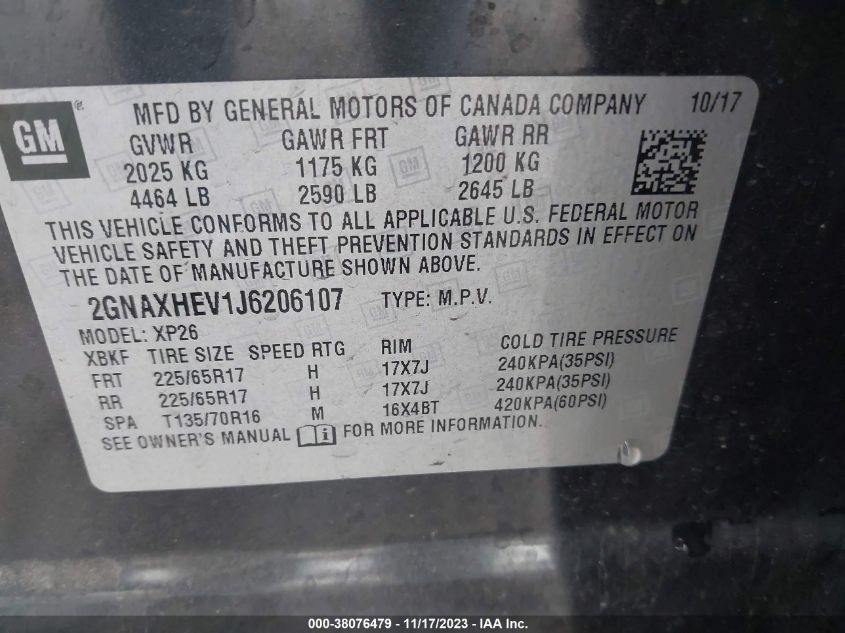 GM ®
MFD BY GENERAL MOTORS OF CANADA COMPANY 10/17
GVWR GAWR FRT GAWR RR
2025 KG 1175 KG 1200 KG
4464 LB 2590 LB 2645 LB
THIS VEHICLE CONFORMS TO ALL APPLICABLE U.S. FEDERAL MOTOR
VEHICLE SAFETY AND THEFT PREVENTION STANDARDS IN EFFECT ON
THE DATE OF MANUFACTURE SHOWN ABOVE.
2GNAXHEV1J6206107 TYPE: M.P.V.
MODEL: XP26
XBKF TIRE SIZE SPEED RTG RIM COLD TIRE PRESSURE
FRT 225/65R17 H 17X7J 240KPA(35PSI)
RR 225/65R17 H 17X7J 240KPA(35PSI)
SPA T135/70R16 M 16X4BT 420KPA(60PSI)
SEE OWNER'S MANUAL i FOR MORE INFORMATION.
000-38076479 - 11/17/2023 - IAA Inc.